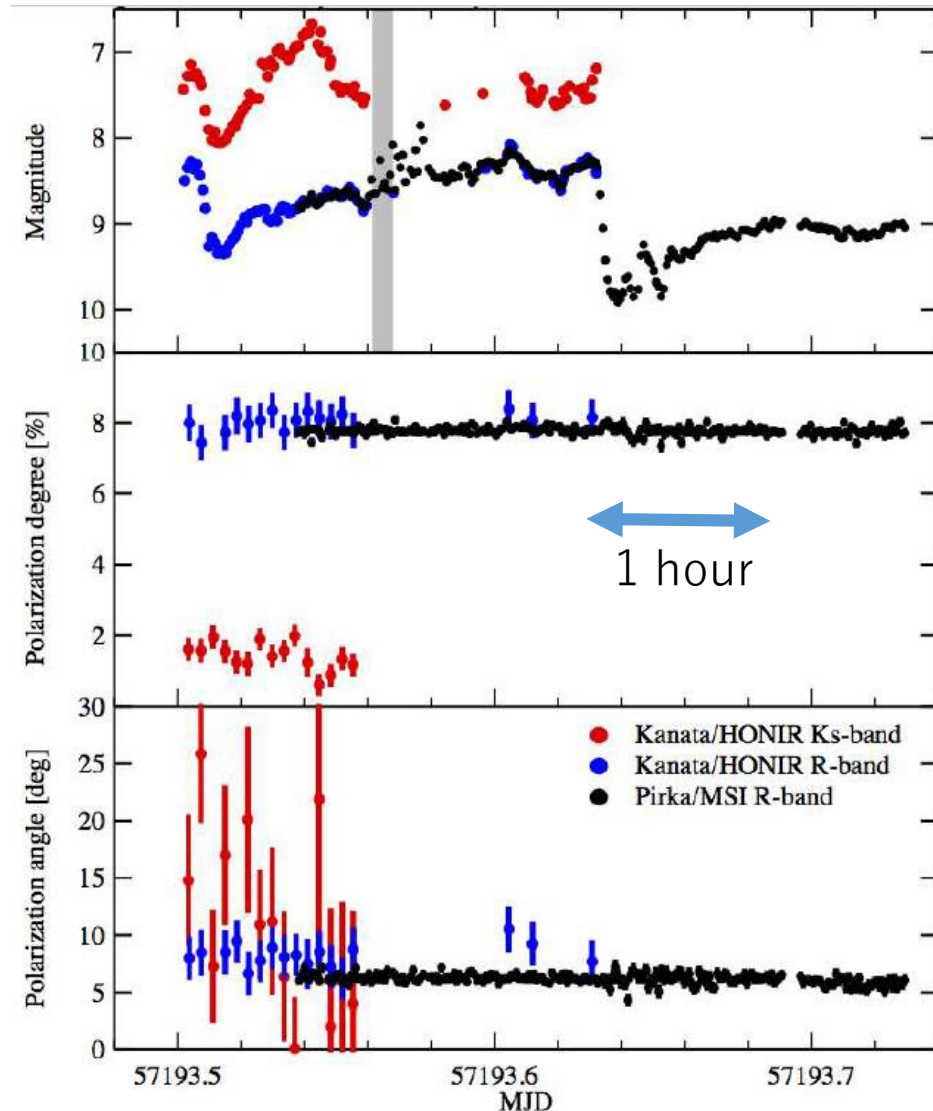 7
8
9
10
Magnitude
10
8
6
4
2
Polarization degree [%]
1 hour
30
25
20
15
10
5
0
Polarization angle [deg]
Kanata/HONIR Ks-band
Kanata/HONIR R-band
Pirka/MSI R-band
57193.5
57193.6
57193.7
MJD